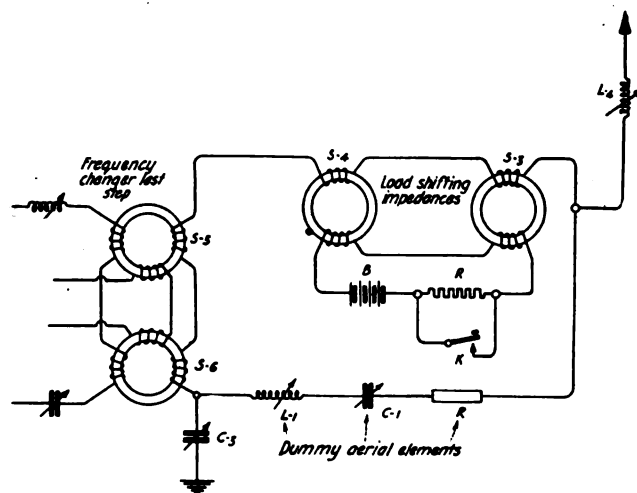 L-4
Frequency
changer last
step
S-4
S-3
Load shifting
impedances
S-5
B
R
K
S-6
L-1
C-1
R
C-3
Dummy aerial elements